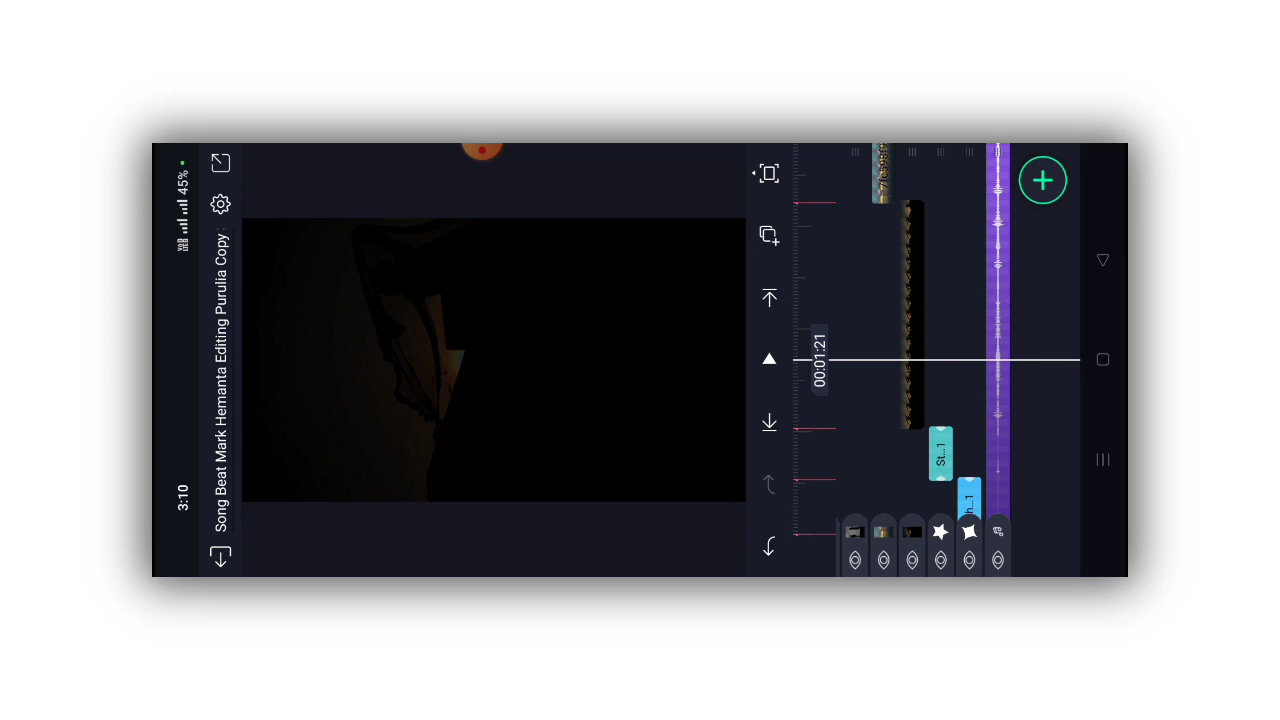 3:10
45%
Song Beat Mark Hemanta Editing Purulia Copy
00:01:21
St...1
h...1